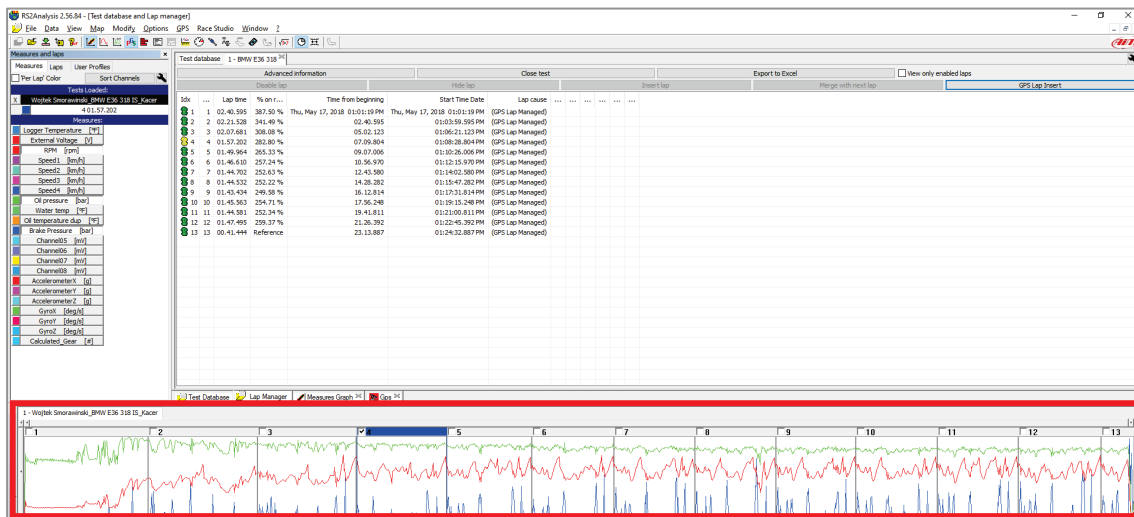 RS2Analysis 2.56.84 - [Test database and Lap manager]
File Data View Map Modify Options GPS Race Studio Window ?
Measures and laps x
Measures Laps User Profiles
'Per Lap' Color Sort Channels
Tests Loaded:
X Wojtek Smorawinski_BMW E36 318 IS_Kacer
4 01.57.202
Measures:
Logger Temperature [°F]
External Voltage [V]
RPM [rpm]
Speed1 [km/h]
Speed2 [km/h]
Speed3 [km/h]
Speed4 [km/h]
Oil pressure [bar]
Water temp [°F]
Oil temperature dup [°F]
Brake Pressure [bar]
Channel05 [mV]
Channel06 [mV]
Channel07 [mV]
Channel08 [mV]
AccelerometerX [g]
AccelerometerY [g]
AccelerometerZ [g]
GyroX [deg/s]
GyroY [deg/s]
GyroZ [deg/s]
Calculated_Gear [#]
Test database 1 - BMW E36 318
Advanced information Close test Export to Excel View only enabled laps
Disable lap Hide lap Insert lap Merge with next lap GPS Lap Insert
Idx ... Lap time % on r... Time from beginning Start Time Date Lap cause ... ... ... ... ... ...
1 1 02.40.595 387.50 % Thu, May 17, 2018 01:01:19 PM Thu, May 17, 2018 01:01:19 PM (GPS Lap Managed)
2 2 02.21.528 341.49 % 02.40.595 01:03:59.595 PM (GPS Lap Managed)
3 3 02.07.681 308.08 % 05.02.123 01:06:21.123 PM (GPS Lap Managed)
4 4 01.57.202 282.80 % 07.09.804 01:08:28.804 PM (GPS Lap Managed)
5 5 01.49.964 265.33 % 09.07.006 01:10:26.006 PM (GPS Lap Managed)
6 6 01.46.610 257.24 % 10.56.970 01:12:15.970 PM (GPS Lap Managed)
7 7 01.44.702 252.63 % 12.43.580 01:14:02.580 PM (GPS Lap Managed)
8 8 01.44.532 252.22 % 14.28.282 01:15:47.282 PM (GPS Lap Managed)
9 9 01.43.434 249.58 % 16.12.814 01:17:31.814 PM (GPS Lap Managed)
10 10 01.45.563 254.71 % 17.56.248 01:19:15.248 PM (GPS Lap Managed)
11 11 01.44.581 252.34 % 19.41.811 01:21:00.811 PM (GPS Lap Managed)
12 12 01.47.495 259.37 % 21.26.392 01:22:45.392 PM (GPS Lap Managed)
13 13 00.41.444 Reference 23.13.887 01:24:32.887 PM (GPS Lap Managed)
Test Database Lap Manager Measures Graph Gps
1 - Wojtek Smorawinski_BMW E36 318 IS_Kacer
1 2 3 4 5 6 7 8 9 10 11 12 13